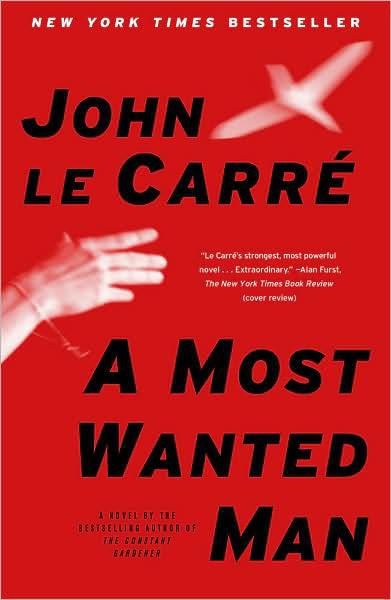 NEW YORK TIMES BESTSELLER
JOHN
LE CARRÉ
"Le Carré's strongest, most powerful
novel . . . Extraordinary." —Alan Furst,
The New York Times Book Review
(cover review)
A MOST
WANTED
MAN
A NOVEL BY THE
BESTSELLING AUTHOR OF
THE CONSTANT
GARDENER